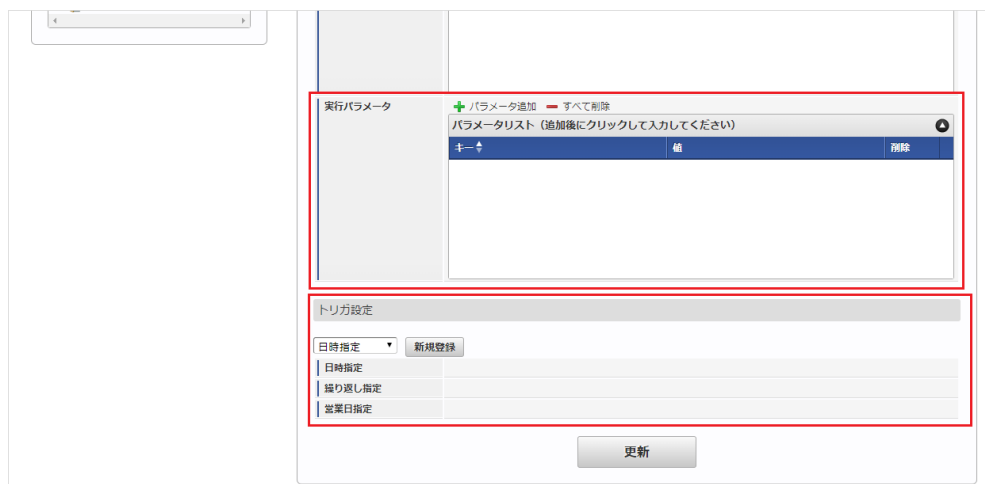 実行パラメータ
パラメータ追加 すべて削除
パラメータリスト（追加後にクリックして入力してください）
キー 値 削除
トリガ設定
日時指定 新規登録
日時指定
繰り返し指定
営業日指定
更新